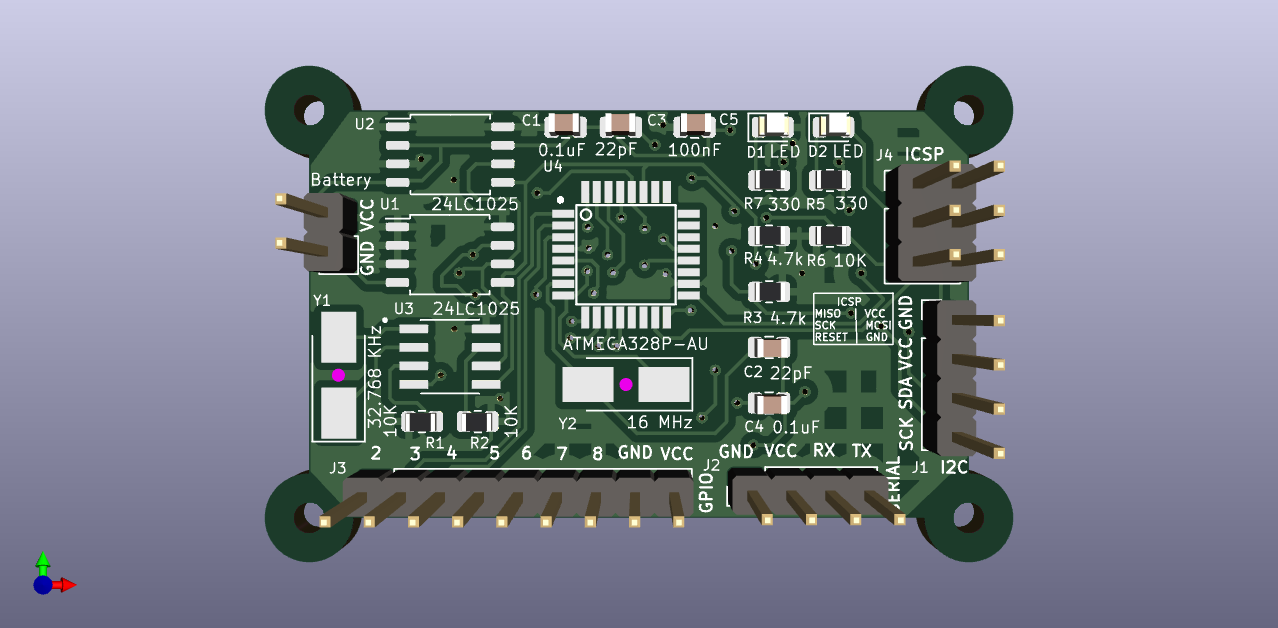 U2
C1
C3
C5
0.1uF
22pF
100nF
U4
D1 LED
D2 LED
J4
ICSP
Battery
U1
24LC1025
VCC
GND
R7 330
R5 330
R4 4.7k
R6 10K
Y1
U3
24LC1025
R3 4.7k
ICSP
MISO VCC
SCK MOSI
RESET GND
GND
VCC
SDA
SCK
32.768 KHz
ATMEGA328P-AU
C2 22pF
Y2
16 MHz
C4 0.1uF
10K
R1
R2
10K
2 3 4 5 6 7 8 GND VCC
GND VCC RX TX
J3
J2
GPIO
J1
I2C